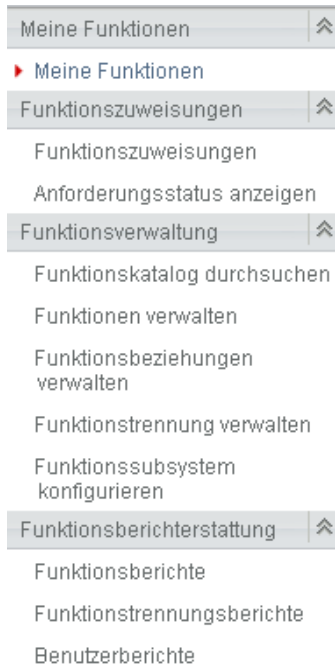 Meine Funktionen
Meine Funktionen
Funktionszuweisungen
Funktionszuweisungen
Anforderungsstatus anzeigen
Funktionsverwaltung
Funktionskatalog durchsuchen
Funktionen verwalten
Funktionsbeziehungen
verwalten
Funktionstrennung verwalten
Funktionssubsystem
konfigurieren
Funktionsberichterstattung
Funktionsberichte
Funktionstrennungsberichte
Benutzerberichte